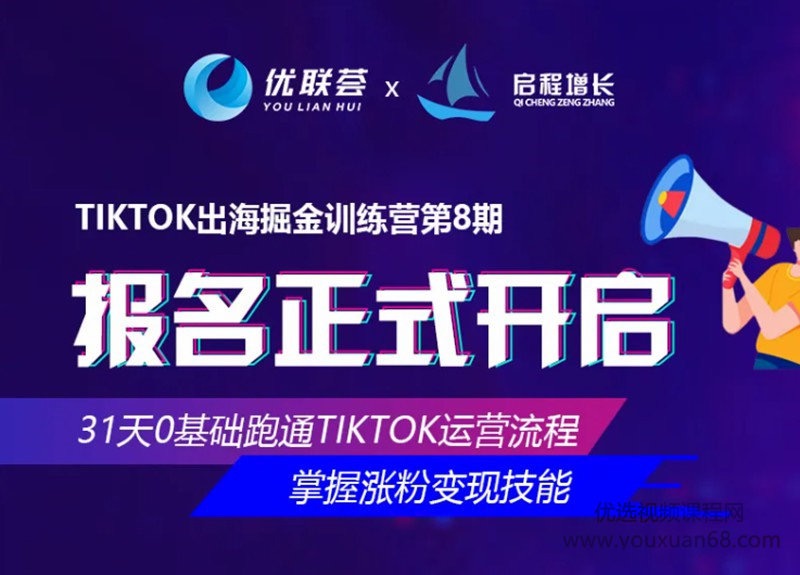 优联荟
YOU LIAN HUI
x
启程增长
QI CHENG ZENG ZHANG
TIKTOK出海掘金训练营第8期
报名正式开启
31天0基础跑通TIKTOK运营流程
掌握涨粉变现技能
优选视频课程网
www.youxuan68.com